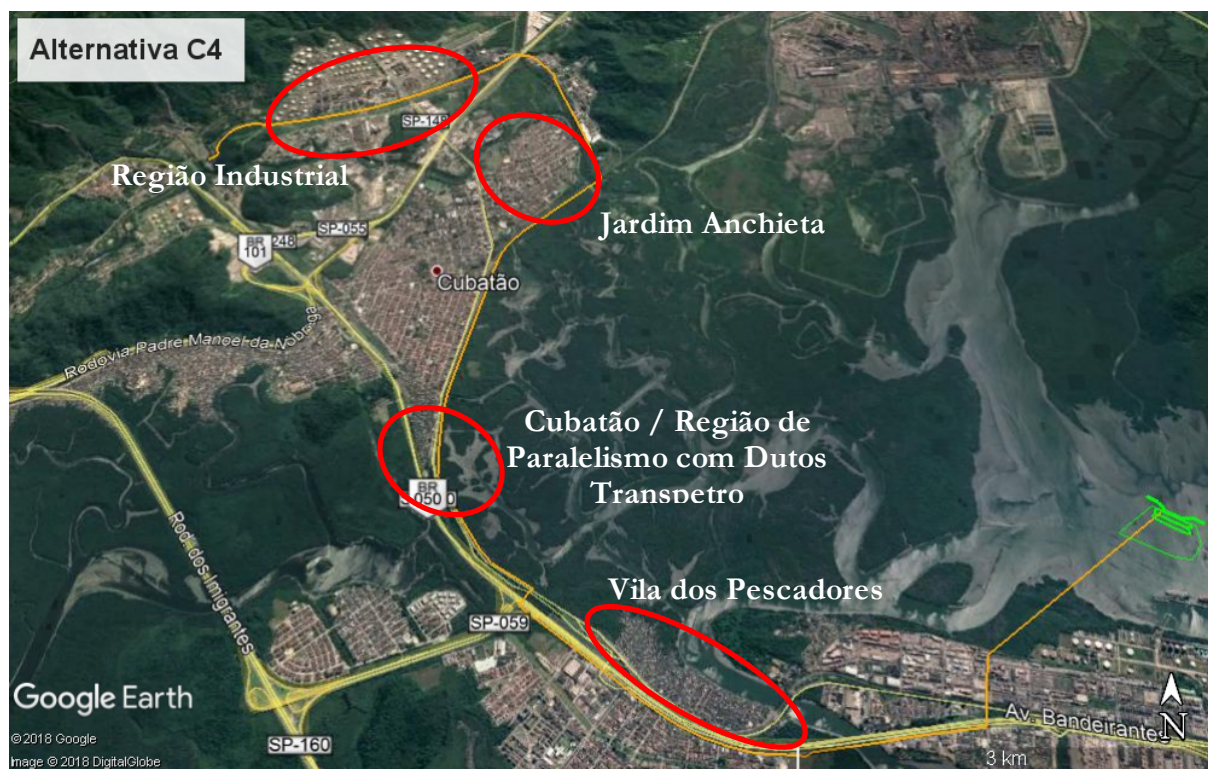 Alternativa C4
SP-148
Região Industrial
Jardim Anchieta
SP-055
BR
101
248
Cubatão
Rodovia Padre Manoel da Nobrega
Cubatão / Região de
Paralelismo com Dutos
Transpetro
BR
050
Rod. dos Imigrantes
Vila dos Pescadores
SP-059
Google Earth
Av. Bandeirantes
N
© 2018 Google
SP-160
Image © 2018 DigitalGlobe
3 km